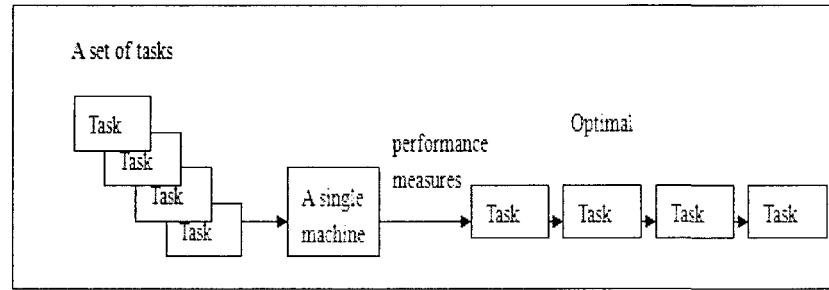 A set of tasks
Task
Task
Task
Task
A single
machine
performance
measures
Optimal
Task
Task
Task
Task